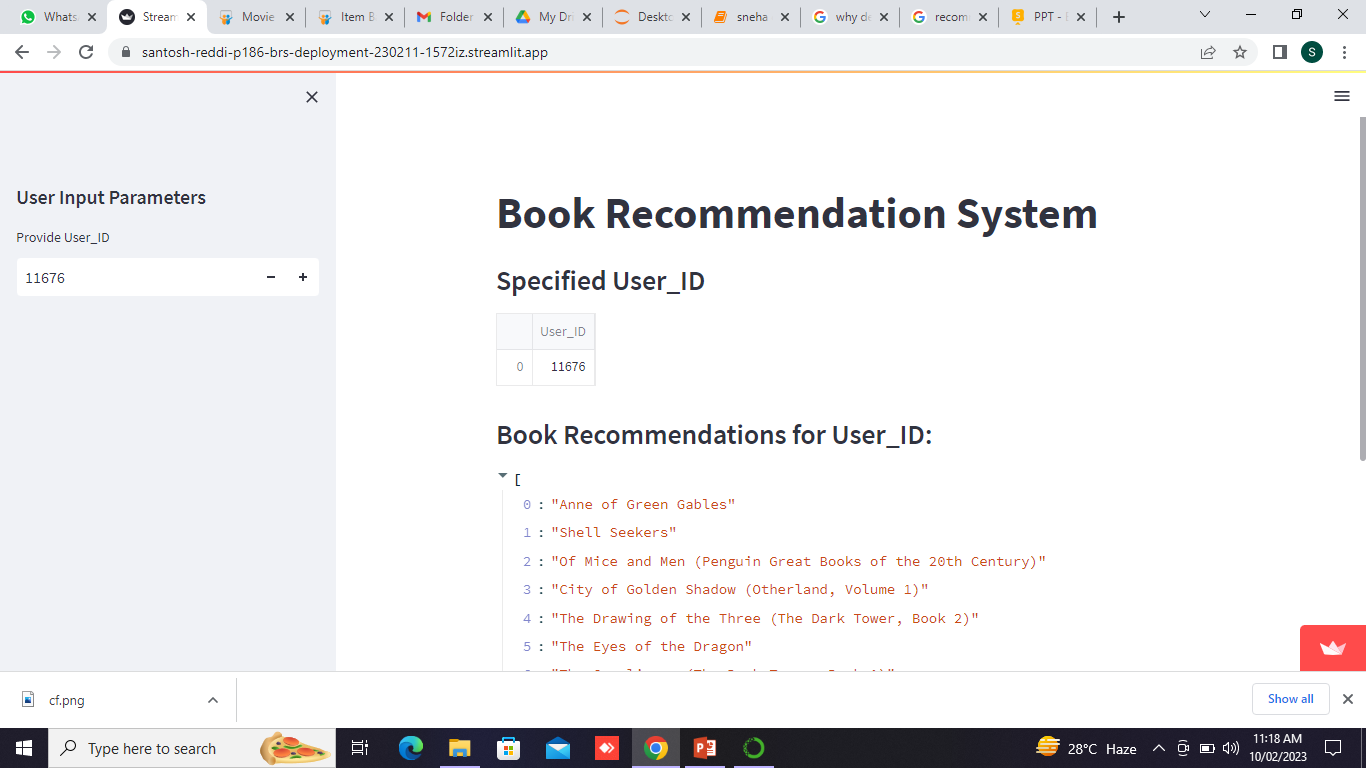 Whats
Stream
Movie
Item B
Folder
My Dri
Deskto
sneha
why de
recom
PPT - E
santosh-reddi-p186-brs-deployment-230211-1572iz.streamlit.app
S
User Input Parameters
Provide User_ID
11676
Book Recommendation System
Specified User_ID
User_ID
0 11676
Book Recommendations for User_ID:
[
0 : "Anne of Green Gables"
1 : "Shell Seekers"
2 : "Of Mice and Men (Penguin Great Books of the 20th Century)"
3 : "City of Golden Shadow (Otherland, Volume 1)"
4 : "The Drawing of the Three (The Dark Tower, Book 2)"
5 : "The Eyes of the Dragon"
cf.png
Show all
Type here to search
28°C Haze
11:18 AM
10/02/2023